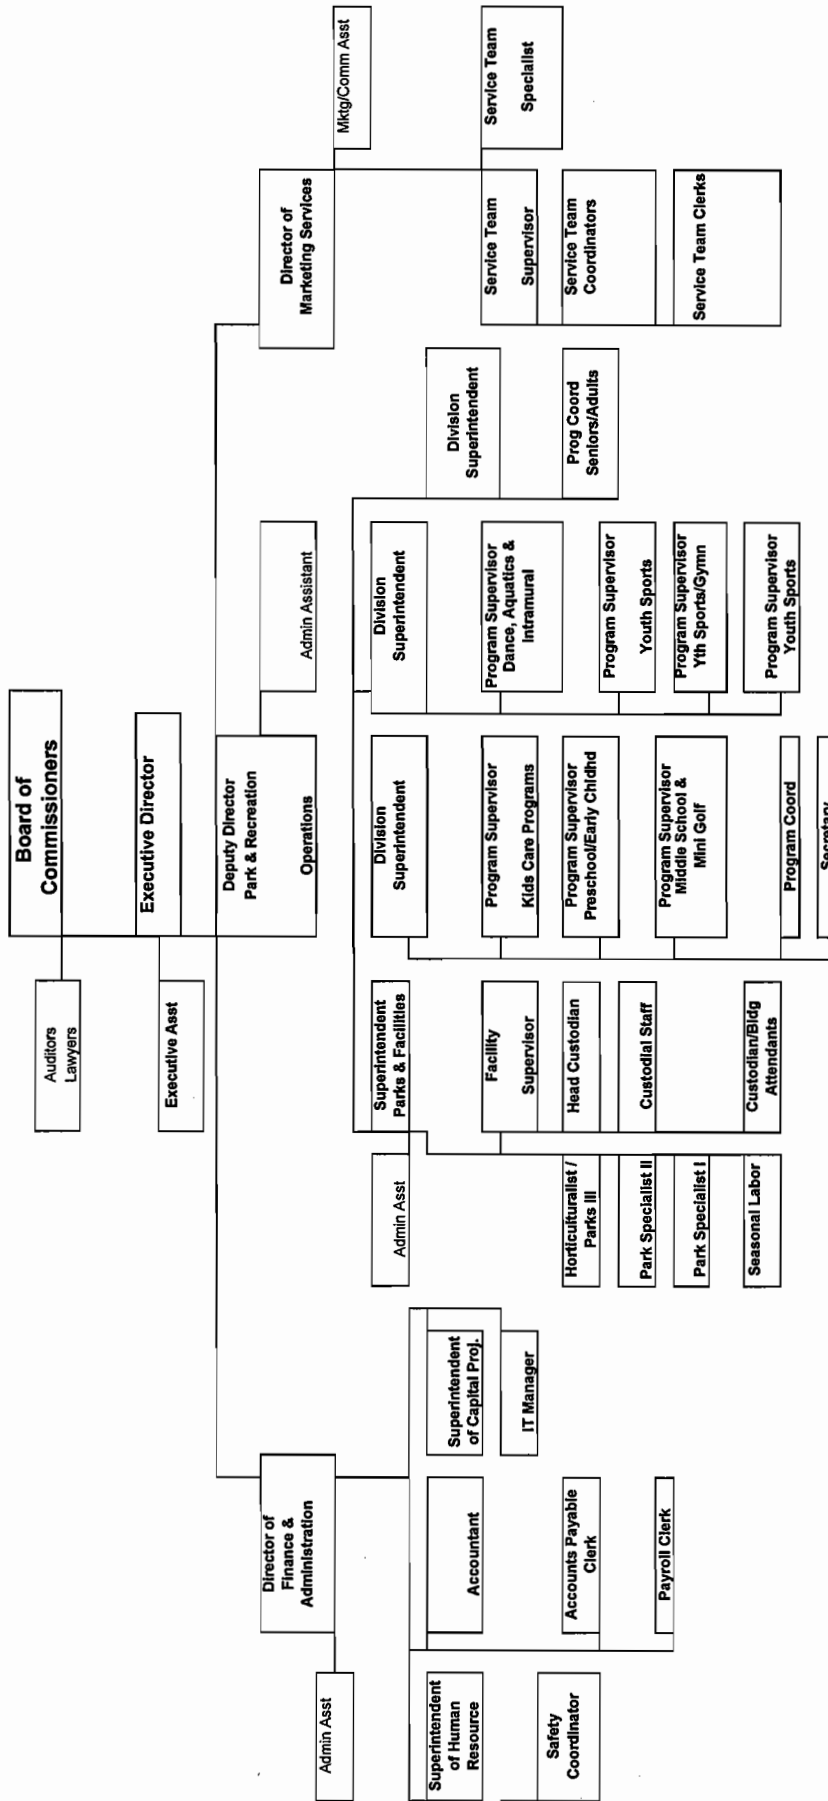 Board of
Commissioners
Auditors
Lawyers
Executive Director
Executive Asst
Deputy Director
Park & Recreation
Operations
Admin Assistant
Director of
Finance &
Administration
Admin Asst
Director of
Marketing Services
Mktg/Comm Asst
Superintendent
of Human
Resource
Safety
Coordinator
Accountant
Accounts Payable
Clerk
Payroll Clerk
Superintendent
of Capital Proj.
IT Manager
Admin Asst
Superintendent
Parks & Facilities
Horticulturalist /
Parks III
Park Specialist II
Park Specialist I
Seasonal Labor
Facility
Supervisor
Head Custodian
Custodial Staff
Custodian/Bldg
Attendants
Division
Superintendent
Program Supervisor
Kids Care Programs
Program Supervisor
Preschool/Early Chldhd
Program Supervisor
Middle School &
Mini Golf
Program Coord
Secretary
Division
Superintendent
Program Supervisor
Dance, Aquatics &
Intramural
Program Supervisor
Youth Sports
Program Supervisor
Yth Sports/Gymn
Program Supervisor
Youth Sports
Division
Superintendent
Prog Coord
Seniors/Adults
Service Team
Supervisor
Service Team
Specialist
Service Team
Coordinators
Service Team Clerks